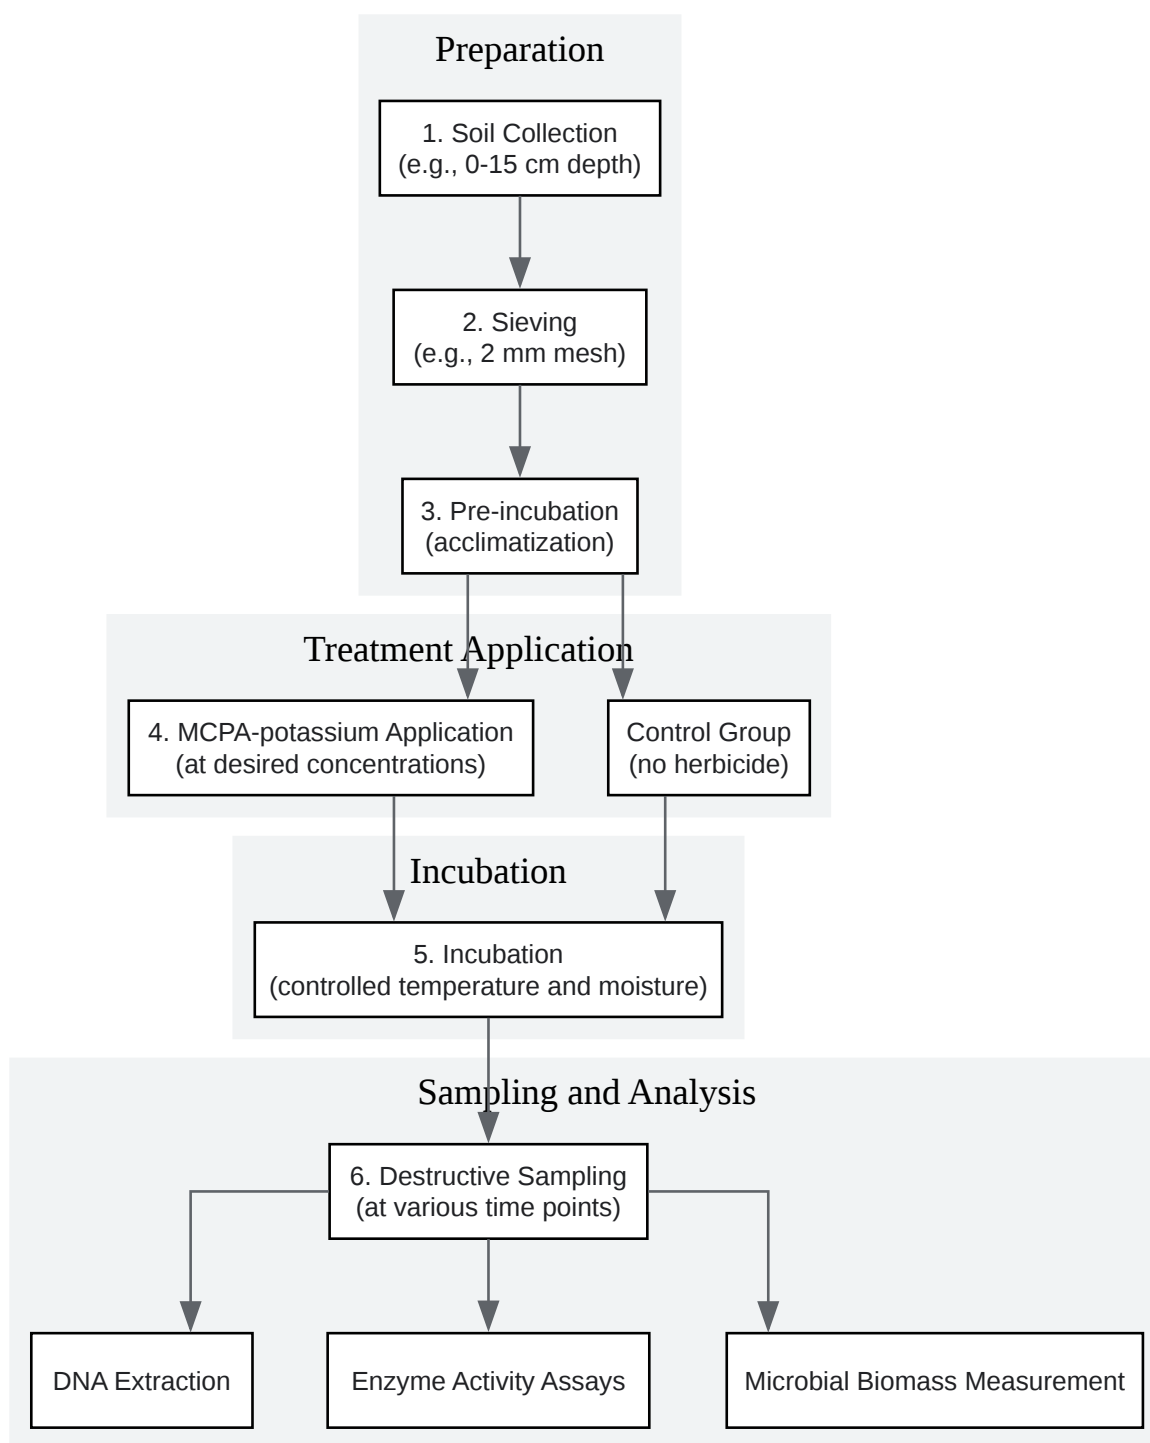 Preparation
1. Soil Collection
(e.g., 0-15 cm depth)
2. Sieving
(e.g., 2 mm mesh)
3. Pre-incubation
(acclimatization)
Treatment Application
4. MCPA-potassium Application
(at desired concentrations)
Control Group
(no herbicide)
Incubation
5. Incubation
(controlled temperature and moisture)
Sampling and Analysis
6. Destructive Sampling
(at various time points)
DNA Extraction
Enzyme Activity Assays
Microbial Biomass Measurement